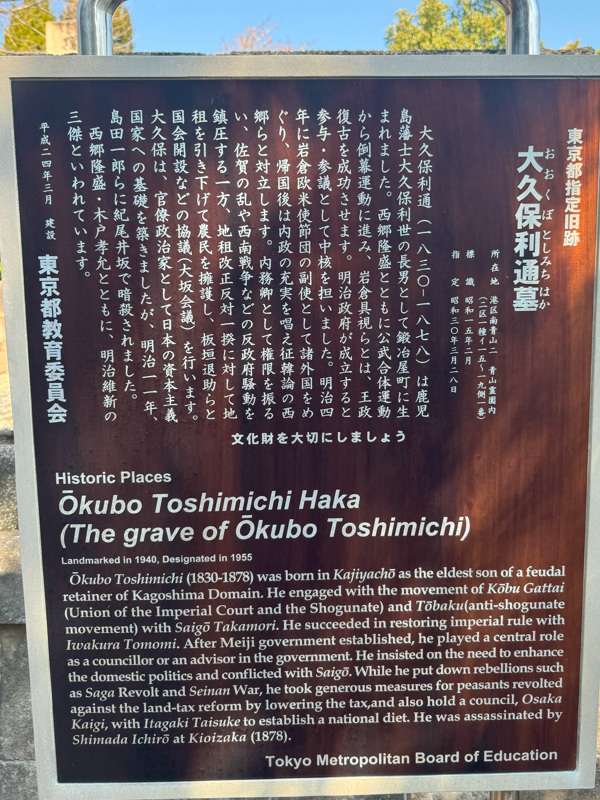 東京都指定旧跡
おおくぼとしみちはか
大久保利通墓
所在地 港区南青山二 青山霊園内
(二区一種イ一五〜一九側一番)
標識 昭和一五年二月
指定 昭和三〇年三月二八日
大久保利通(一八三〇ー一八七八)は鹿児
島藩士大久保利世の長男として鍛冶屋町に生
まれました。西郷隆盛とともに公武合体運動
から倒幕運動に進み、岩倉具視らとは、王政
復古を成功させます。明治政府が成立すると
参与・参議として中核を担いました。明治四
年に岩倉欧米使節団の副使として諸外国をめ
ぐり、帰国後は内政の充実を唱え征韓論の西
郷らと対立します。内務卿として権限を振る
い、佐賀の乱や西南戦争などの反政府騒動を
鎮圧する一方、地租改正反対一揆に対して地
租を引き下げて農民を擁護し、板垣退助らと
国会開設などの協議(大坂会議)を行います。
大久保は、官僚政治家として日本の資本主義
国家への基礎を築きましたが、明治一一年、
島田一郎らに紀尾井坂で暗殺されました。
西郷隆盛・木戸孝允とともに、明治維新の
三傑といわれています。
平成二四年三月 建設
東京都教育委員会
文化財を大切にしましょう
Historic Places
Ōkubo Toshimichi Haka
(The grave of Ōkubo Toshimichi)
Landmarked in 1940, Designated in 1955
Ōkubo Toshimichi (1830-1878) was born in Kajiyachō as the eldest son of a feudal
retainer of Kagoshima Domain. He engaged with the movement of Kōbu Gattai
(Union of the Imperial Court and the Shogunate) and Tōbaku(anti-shogunate
movement) with Saigō Takamori. He succeeded in restoring imperial rule with
Iwakura Tomomi. After Meiji government established, he played a central role
as a councillor or an advisor in the government. He insisted on the need to enhance
the domestic politics and conflicted with Saigō. While he put down rebellions such
as Saga Revolt and Seinan War, he took generous measures for peasants revolted
against the land-tax reform by lowering the tax,and also hold a council, Osaka
Kaigi, with Itagaki Taisuke to establish a national diet. He was assassinated by
Shimada Ichirō at Kioizaka (1878).
Tokyo Metropolitan Board of Education